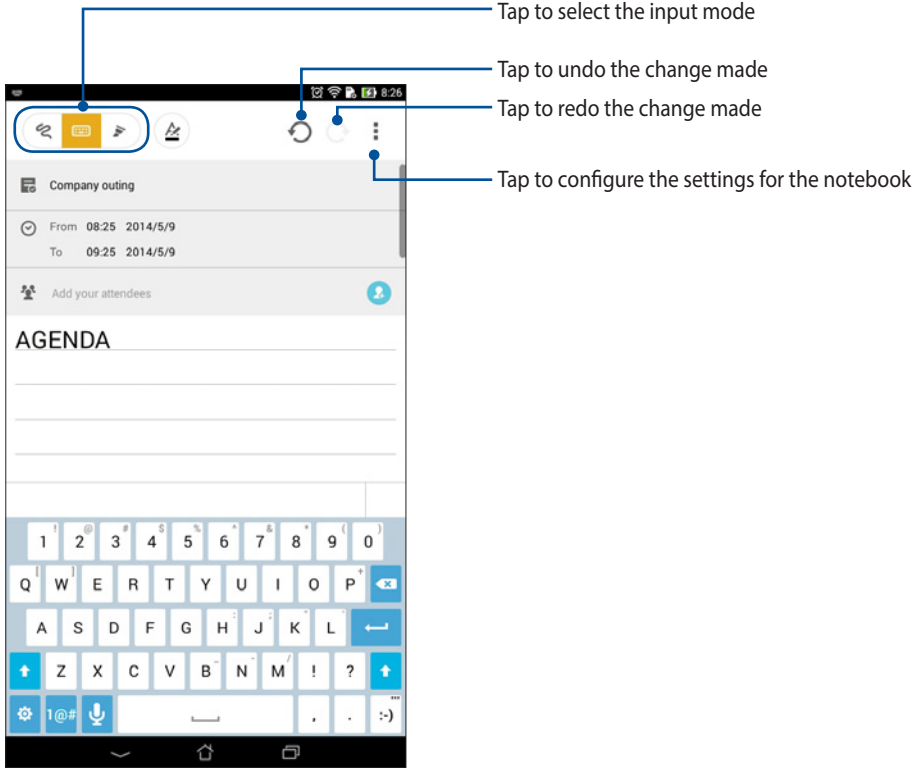 Tap to select the input mode
Tap to undo the change made
8:26
Tap to redo the change made
Company outing
Tap to configure the settings for the notebook
From 08:25 2014/5/9
To 09:25 2014/5/9
Add your attendees
AGENDA
! @ # $ % ^ & * ( )
1 2 3 4 5 6 7 8 9 0
[ ] +
Q W E R T Y U I O P
A S D F G H : J ; K " L '
Z X C V B _ N - M / ! ?
1@# , . :-)